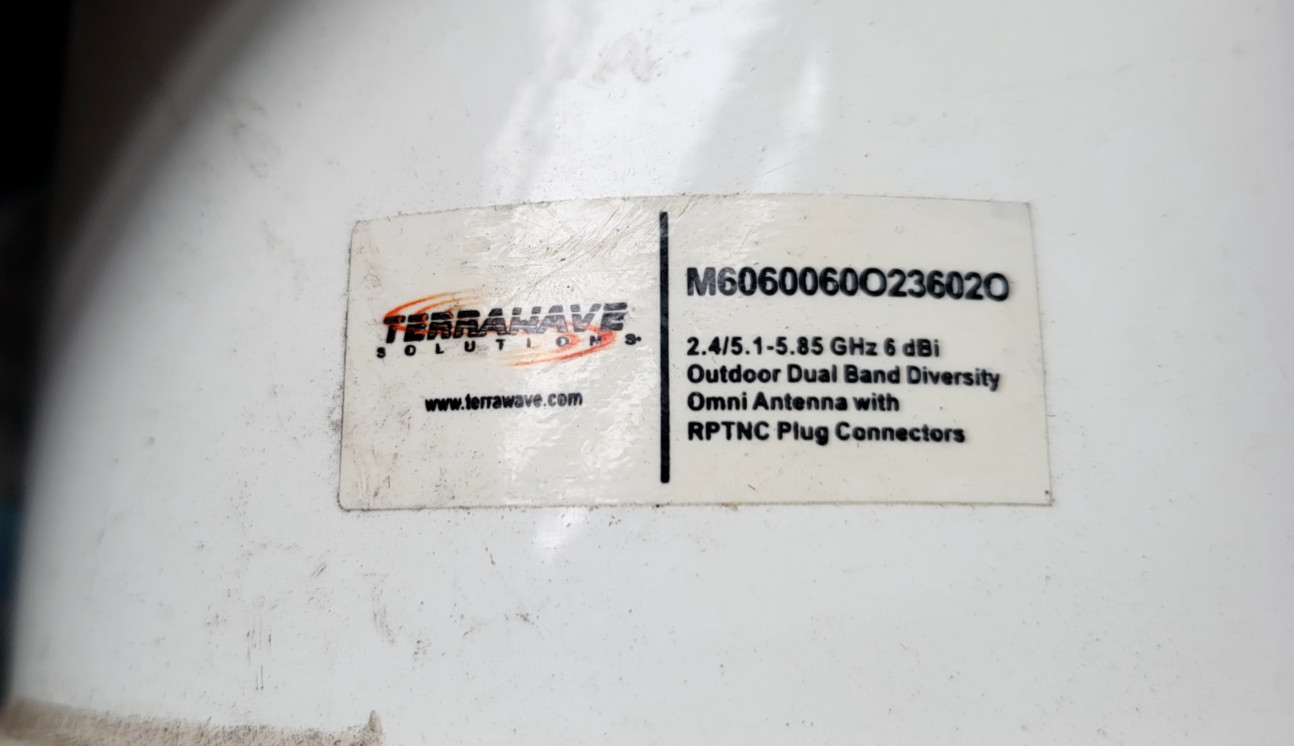 TERRAWAVE
SOLUTIONS
www.terrawave.com
M6060060O23602O
2.4/5.1-5.85 GHz 6 dBi
Outdoor Dual Band Diversity
Omni Antenna with
RPTNC Plug Connectors